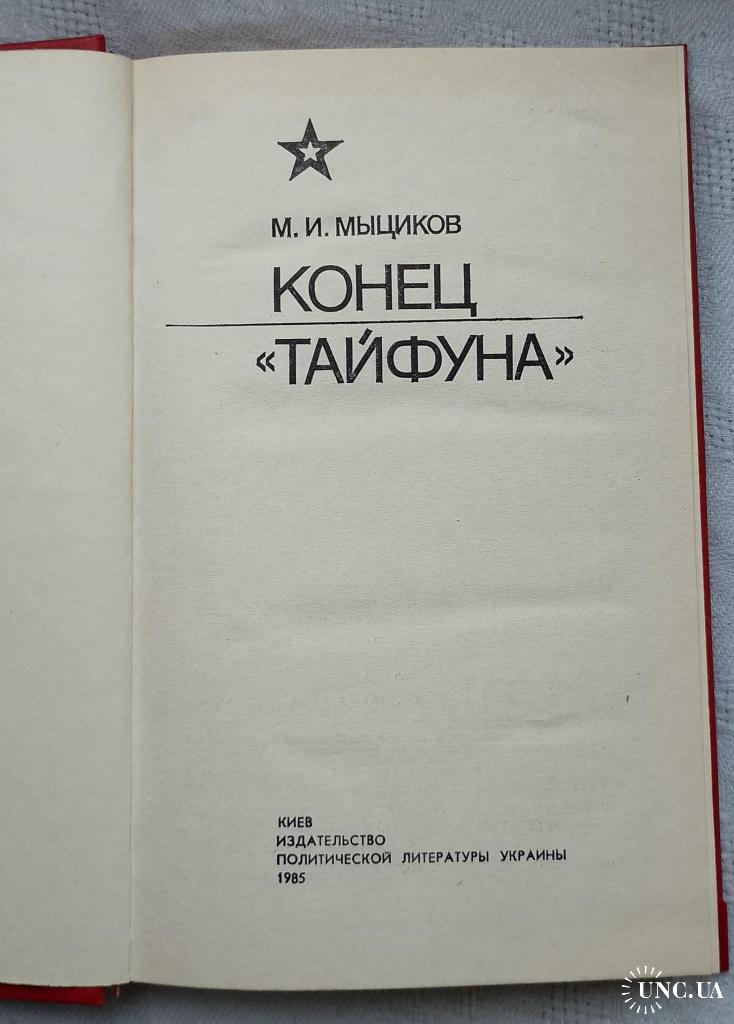 М. И. МЫЦИКОВ
КОНЕЦ
«ТАЙФУНА»
КИЕВ
ИЗДАТЕЛЬСТВО
ПОЛИТИЧЕСКОЙ ЛИТЕРАТУРЫ УКРАИНЫ
1985
UNC.UA